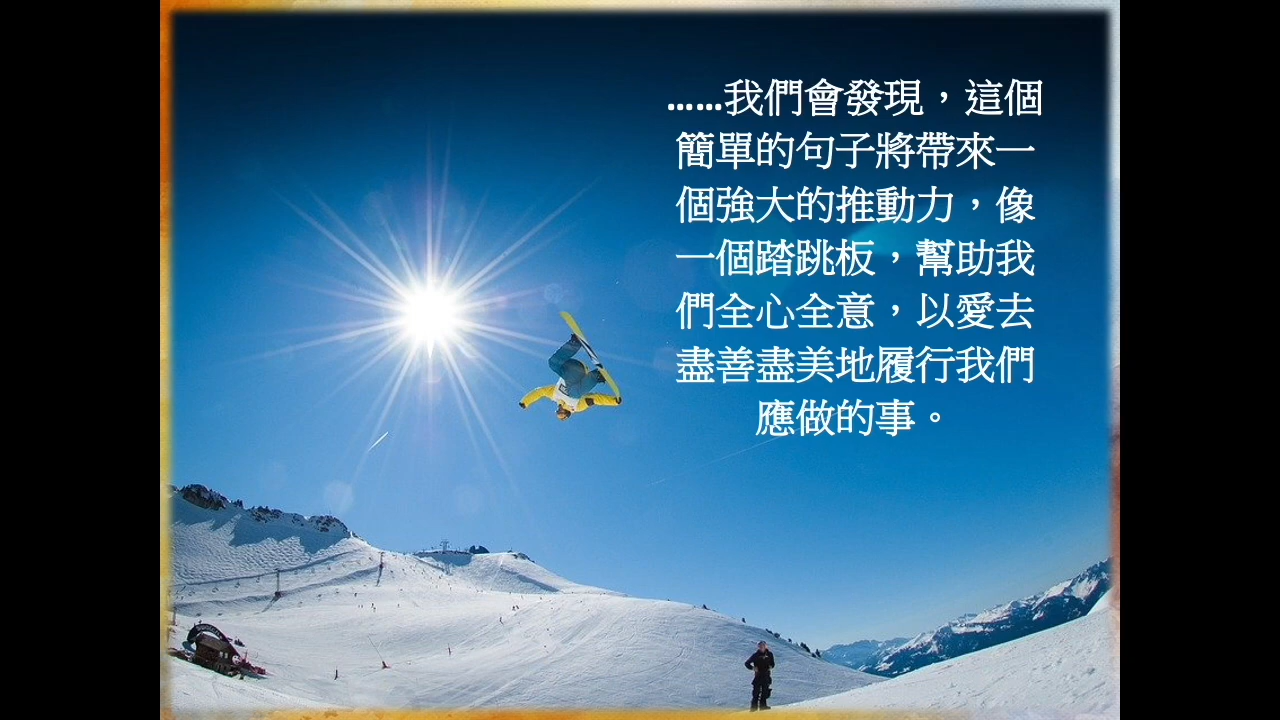 ……我們會發現，這個
簡單的句子將帶來一
個強大的推動力，像
一個踏跳板，幫助我
們全心全意，以愛去
盡善盡美地履行我們
應做的事。